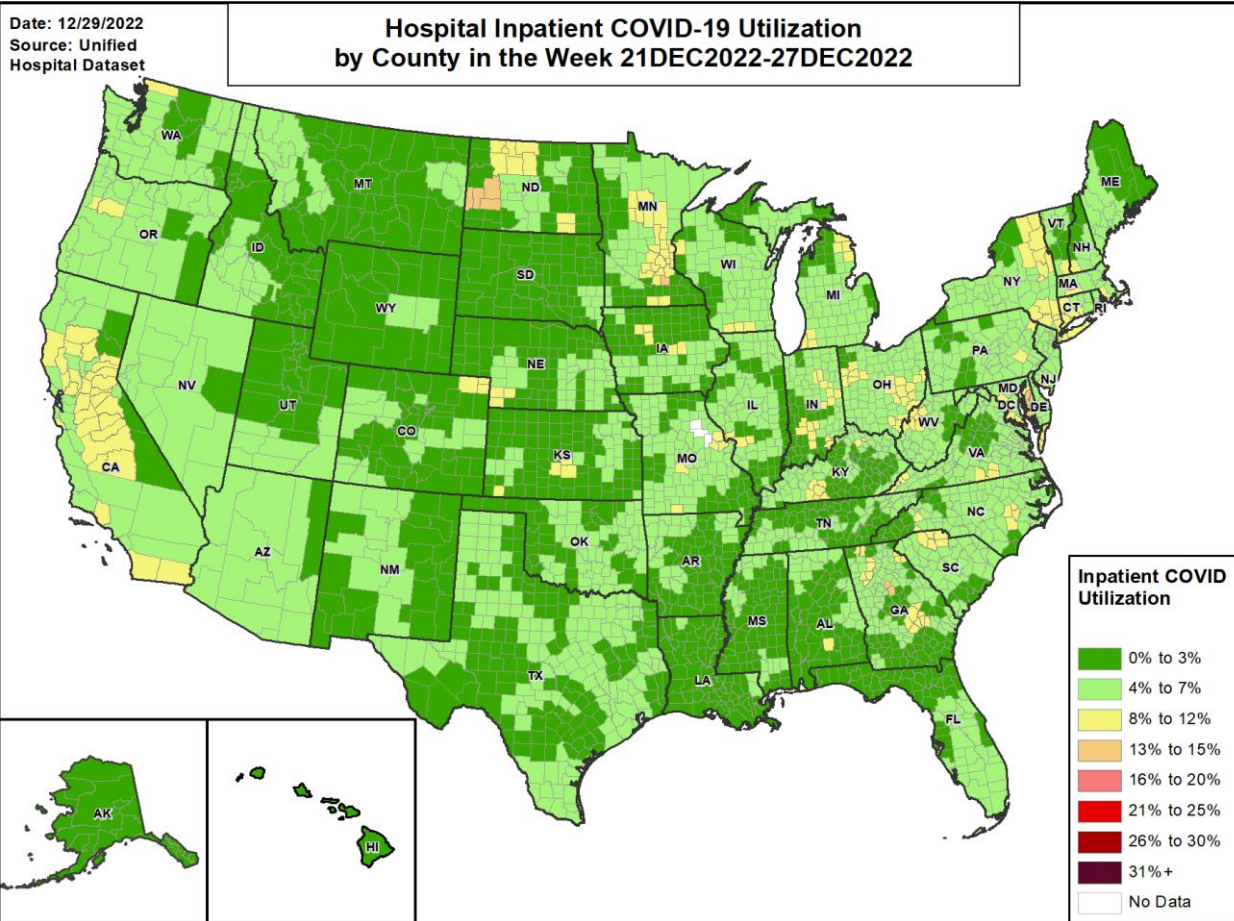 Date: 12/29/2022
Source: Unified
Hospital Dataset
Hospital Inpatient COVID-19 Utilization
by County in the Week 21DEC2022-27DEC2022
WA
MT
ND
MN
ME
OR
ID
SD
WI
VT
NH
NY
MA
CT
RI
WY
MI
IA
NE
PA
NV
UT
CO
IL
IN
OH
NJ
MD
DC
DE
WV
VA
CA
KS
MO
KY
AZ
NM
OK
AR
TN
NC
SC
MS
AL
GA
TX
LA
FL
AK
HI
Inpatient COVID
Utilization
0% to 3%
4% to 7%
8% to 12%
13% to 15%
16% to 20%
21% to 25%
26% to 30%
31%+
No Data